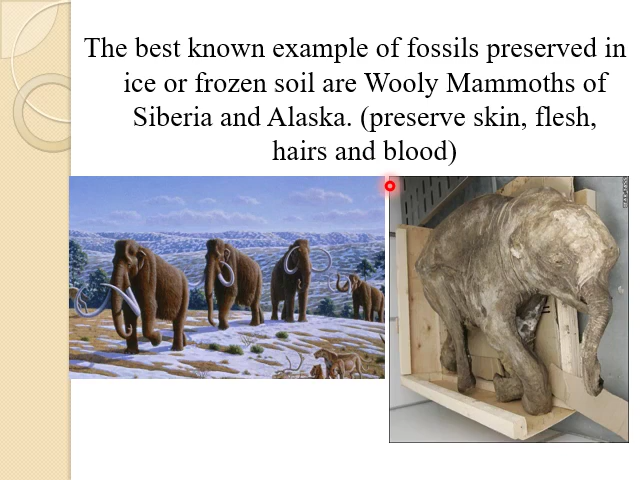 The best known example of fossils preserved in
ice or frozen soil are Wooly Mammoths of
Siberia and Alaska. (preserve skin, flesh,
hairs and blood)